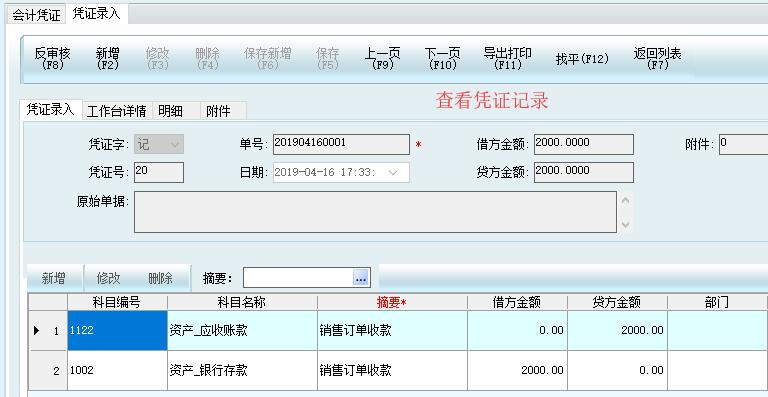 会计凭证 凭证录入
反审核 新增 修改 删除 保存新增 保存 上一页 下一页 导出打印 找平(F12) 返回列表
(F8) (F2) (F3) (F4) (F6) (F5) (F9) (F10) (F11) (F7)
查看凭证记录
凭证录入 工作台详情 明细 附件
凭证字: 记 单号: 201904160001 * 借方金额: 2000.0000 附件: 0
凭证号: 20 日期: 2019-04-16 17:33: 贷方金额: 2000.0000
原始单据:
新增 修改 删除 摘要: ...
科目编号 科目名称 摘要* 借方金额 贷方金额 部门
1 1122 资产_应收账款 销售订单收款 0.00 2000.00
2 1002 资产_银行存款 销售订单收款 2000.00 0.00